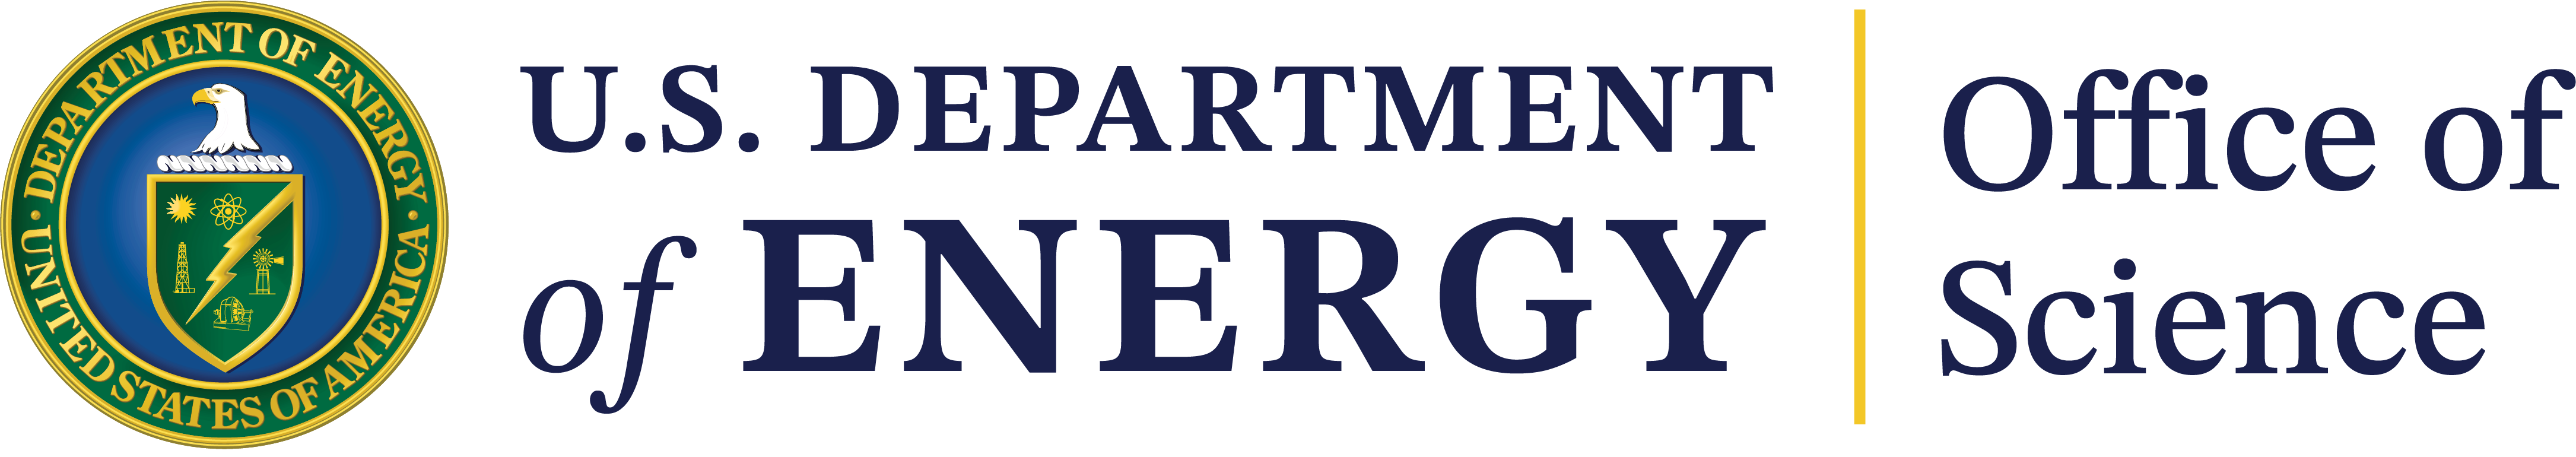 DEPARTMENT OF ENERGY
UNITED STATES OF AMERICA
U.S. DEPARTMENT
of ENERGY
Office of
Science